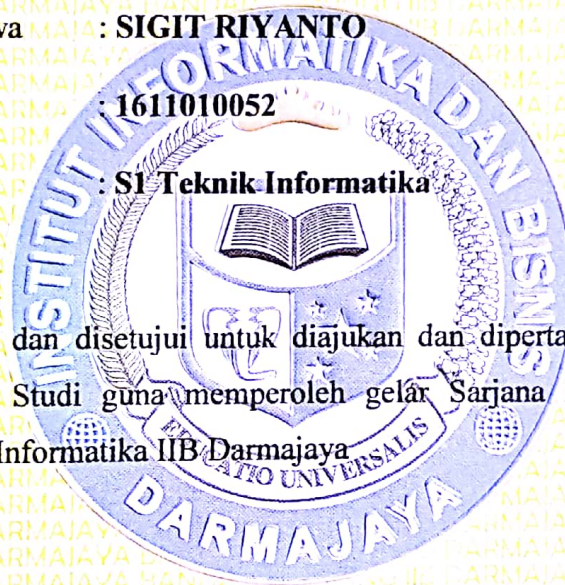 wa : SIGIT RIYANTO
: 1611010052
: S1 Teknik Informatika
dan disetujui untuk diajukan dan diperta
Studi guna memperoleh gelar Sarjana
Informatika IIB Darmajaya
INSTITUT INFORMATIKA DAN BISNIS
DARMAJAYA
EDUCATIO UNIVERSALIS